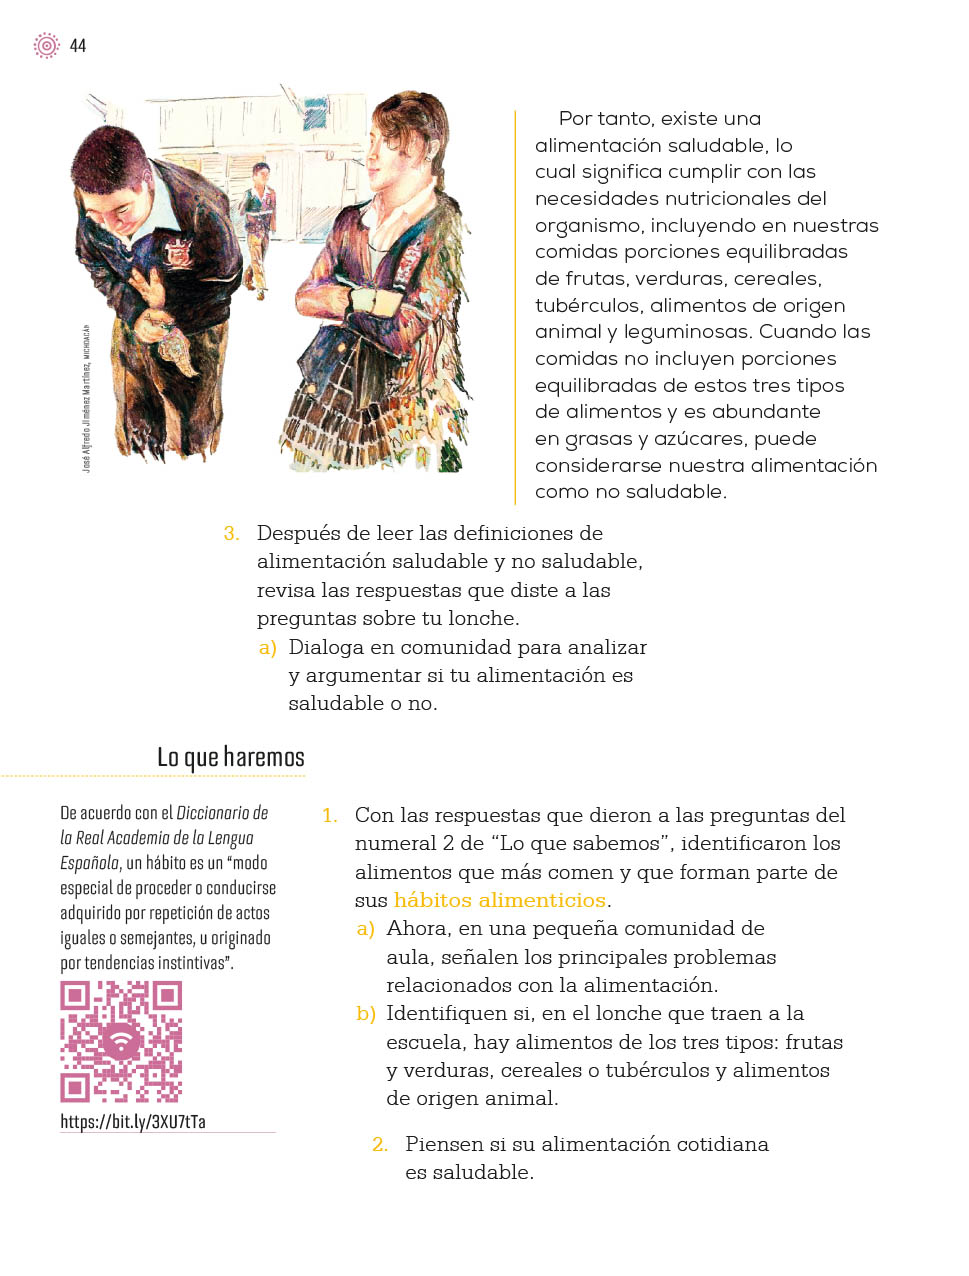 44
José Alfredo Jiménez Martínez, MICHOACÁN
Por tanto, existe una
alimentación saludable, lo
cual significa cumplir con las
necesidades nutricionales del
organismo, incluyendo en nuestras
comidas porciones equilibradas
de frutas, verduras, cereales,
tubérculos, alimentos de origen
animal y leguminosas. Cuando las
comidas no incluyen porciones
equilibradas de estos tres tipos
de alimentos y es abundante
en grasas y azúcares, puede
considerarse nuestra alimentación
como no saludable.
3. Después de leer las definiciones de
alimentación saludable y no saludable,
revisa las respuestas que diste a las
preguntas sobre tu lonche.
a) Dialoga en comunidad para analizar
y argumentar si tu alimentación es
saludable o no.
Lo que haremos
De acuerdo con el Diccionario de
la Real Academia de la Lengua
Española, un hábito es un “modo
especial de proceder o conducirse
adquirido por repetición de actos
iguales o semejantes, u originado
por tendencias instintivas”.
https://bit.ly/3XU7tTa
1. Con las respuestas que dieron a las preguntas del
numeral 2 de “Lo que sabemos”, identificaron los
alimentos que más comen y que forman parte de
sus hábitos alimenticios.
a) Ahora, en una pequeña comunidad de
aula, señalen los principales problemas
relacionados con la alimentación.
b) Identifiquen si, en el lonche que traen a la
escuela, hay alimentos de los tres tipos: frutas
y verduras, cereales o tubérculos y alimentos
de origen animal.
2. Piensen si su alimentación cotidiana
es saludable.